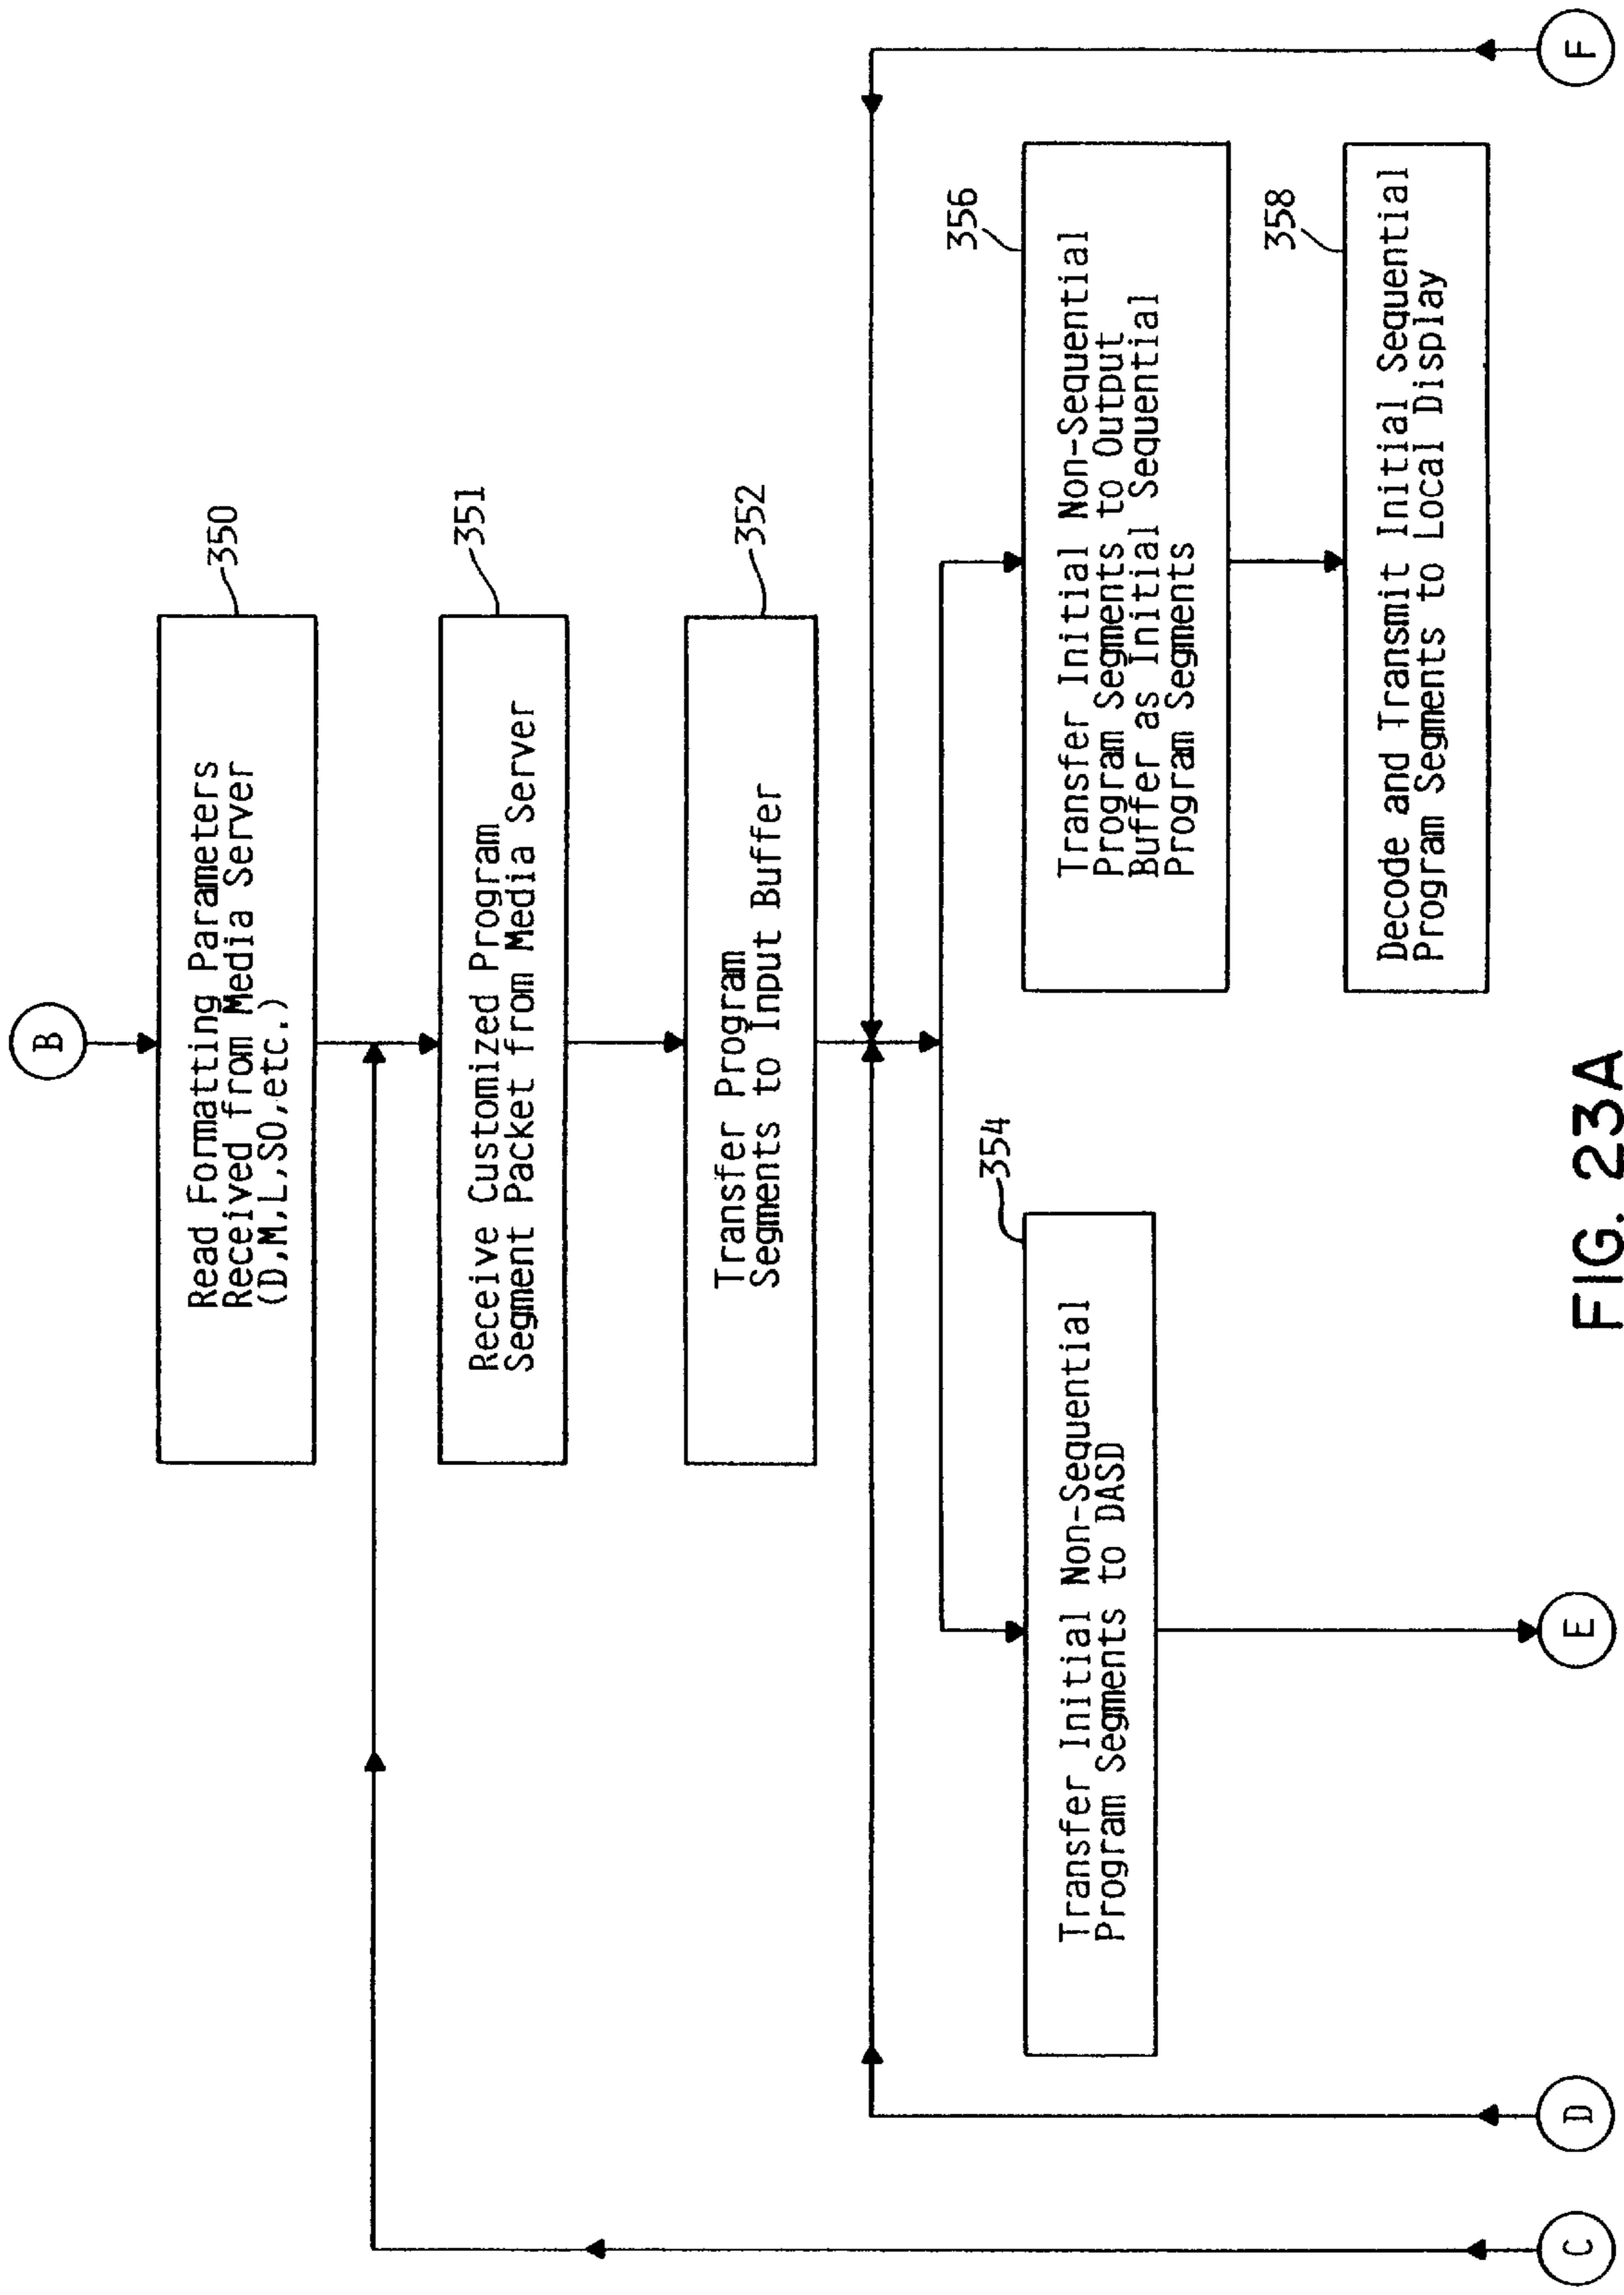 B
350
Read Formatting Parameters
Received from Media Server
(D,M,L,SO,etc.)
351
Receive Customized Program
Segment Packet from Media Server
352
Transfer Program
Segments to Input Buffer
354
Transfer Initial Non-Sequential
Program Segments to DASD
356
Transfer Initial Non-Sequential
Program Segments to Output
Buffer as Initial Sequential
Program Segments
358
Decode and Transmit Initial Sequential
Program Segments to Local Display
C
D
E
F
FIG. 23A